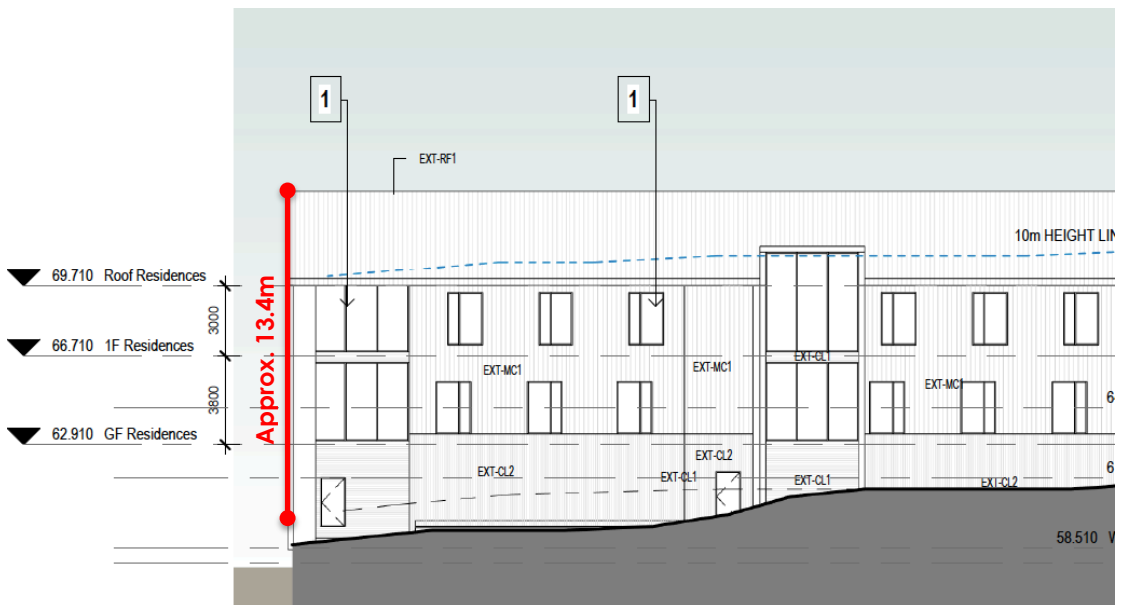 1
1
EXT-RF1
10m HEIGHT LIN
69.710 Roof Residences
3000
66.710 1F Residences
3800
62.910 GF Residences
Approx. 13.4m
EXT-CL1
EXT-MC1
EXT-MC1
EXT-MC1
EXT-CL2
EXT-CL2
EXT-CL1
EXT-CL1
EXT-CL2
6
6
58.510